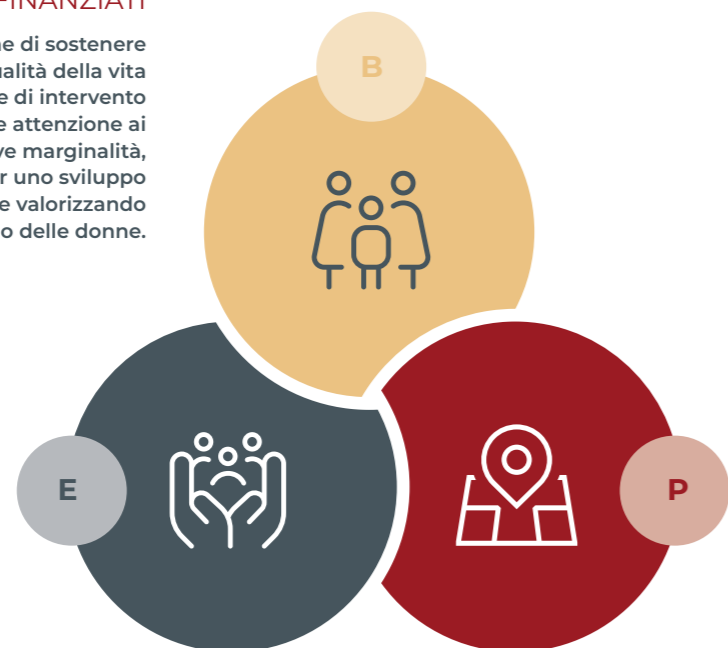 FINANZIATI
ne di sostenere
ualità della vita
e di intervento
e attenzione ai
ve marginalità,
r uno sviluppo
e valorizzando
o delle donne.
B
E
P